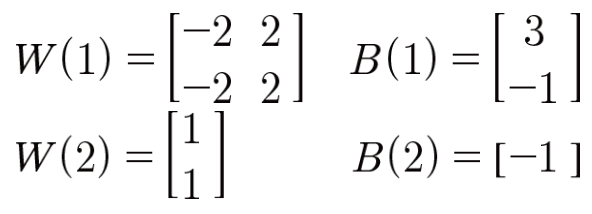 W(1) = [−2 2; −2 2] B(1) = [3; −1]
W(2) = [1; 1] B(2) = [−1]